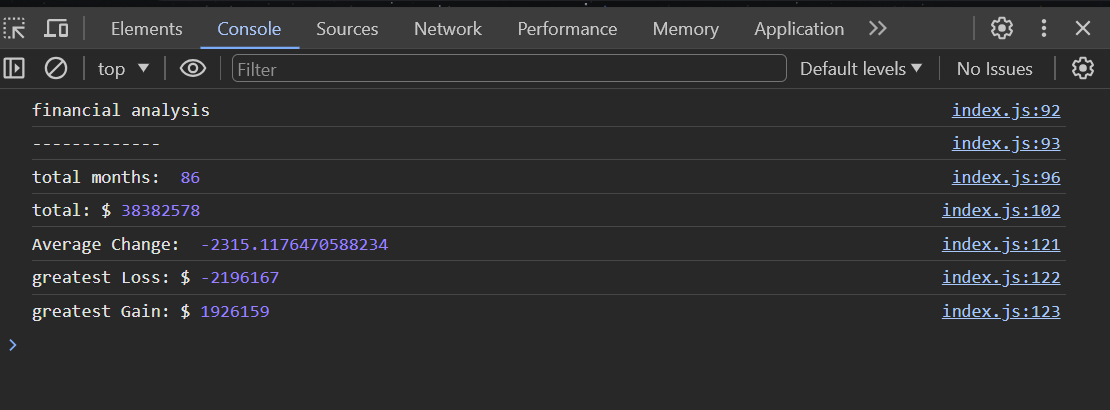 Elements Console Sources Network Performance Memory Application
top Filter Default levels No Issues
financial analysis index.js:92
------------- index.js:93
total months:  86 index.js:96
total: $ 38382578 index.js:102
Average Change:  -2315.1176470588234 index.js:121
greatest Loss: $ -2196167 index.js:122
greatest Gain: $ 1926159 index.js:123